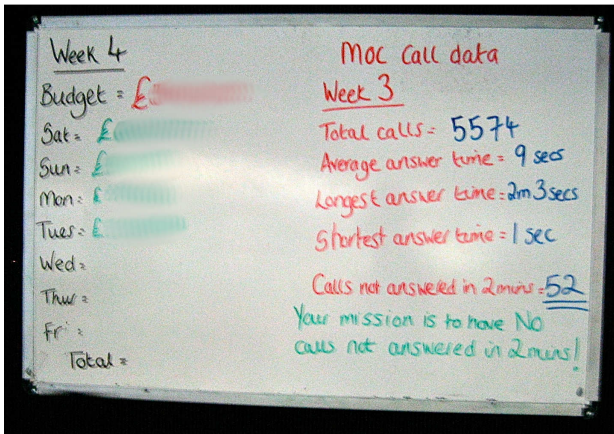 Week 4
Budget = £
Sat = £
Sun = £
Mon = £
Tues = £
Wed =
Thur =
Fri =
Total =
Moc Call data
Week 3
Total calls = 5574
Average answer time = 9 secs
Longest answer time = 2m 3secs
Shortest answer time = 1 sec
Calls not answered in 2mins = 52
Your mission is to have No
calls not answered in 2mins!